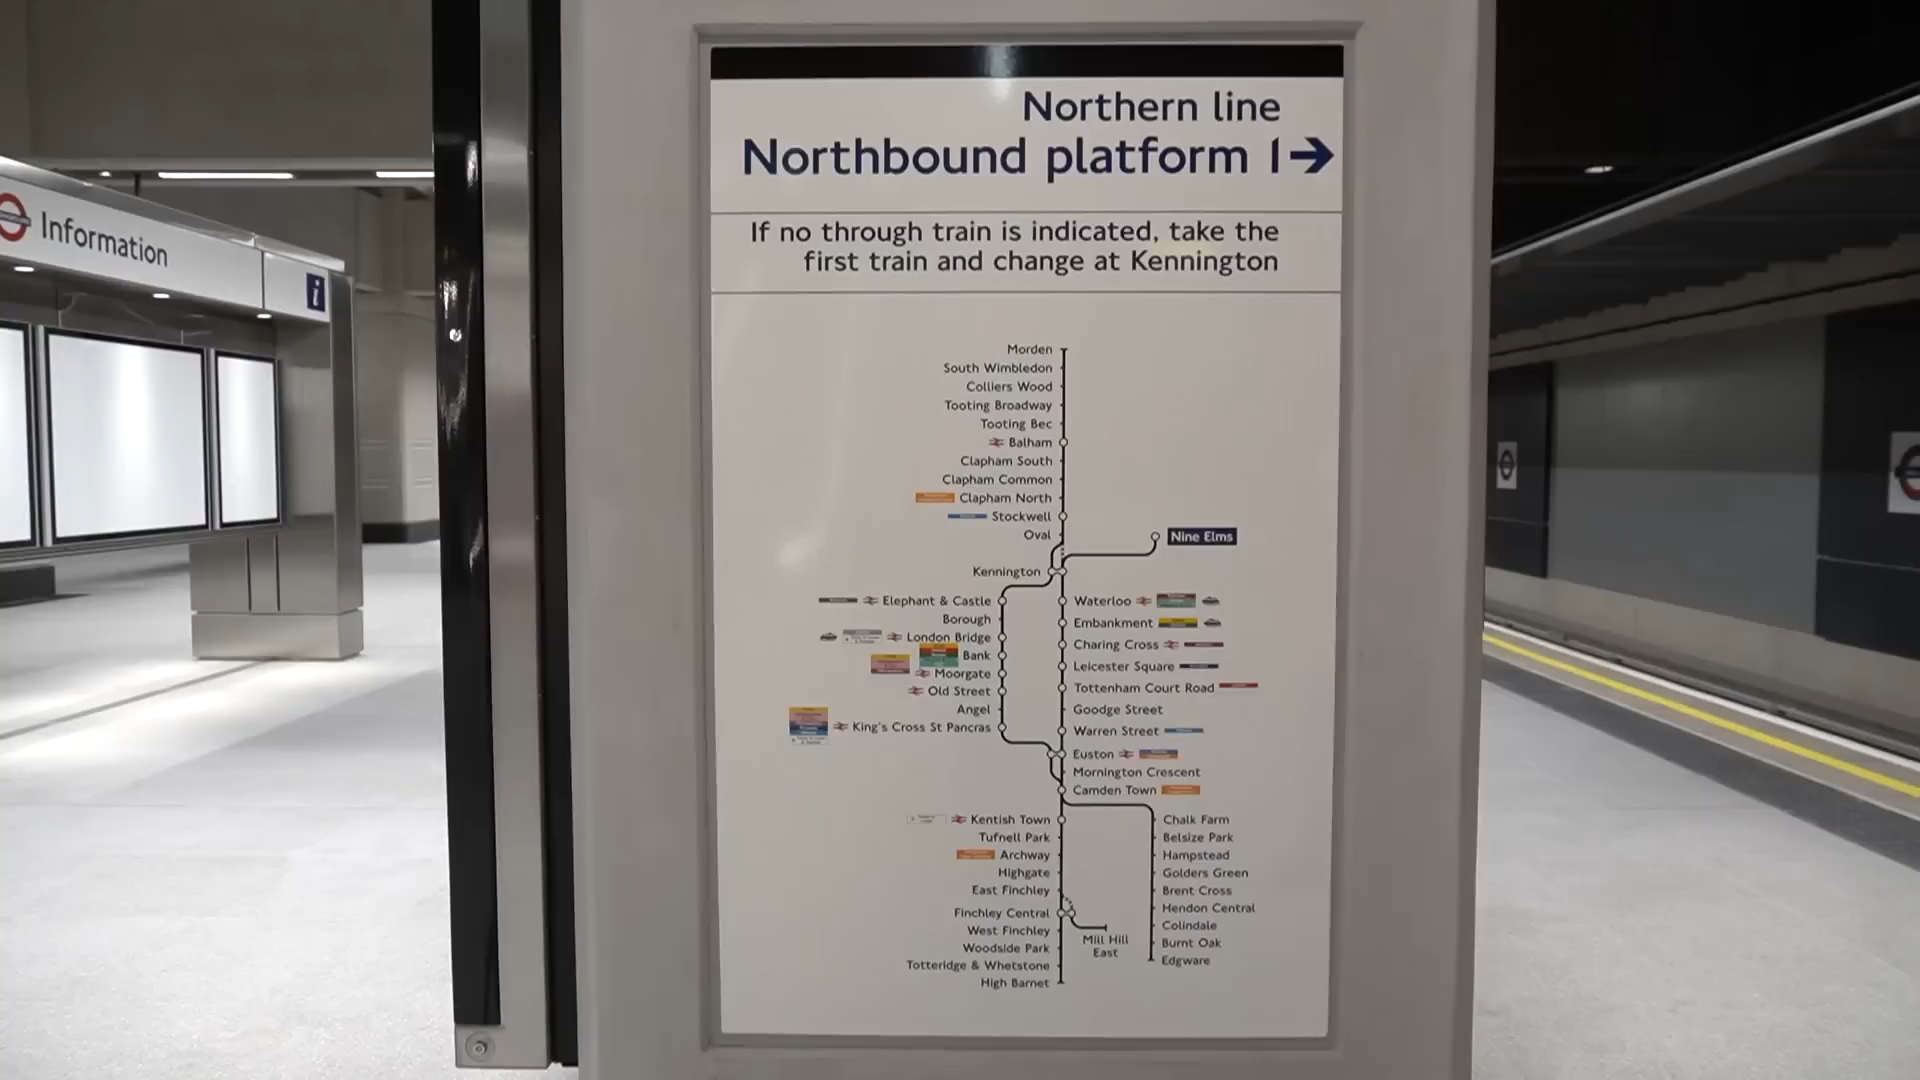 Information
i
Northern line
Northbound platform 1
If no through train is indicated, take the
first train and change at Kennington
Morden
South Wimbledon
Colliers Wood
Tooting Broadway
Tooting Bec
Balham
Clapham South
Clapham Common
Clapham North
Stockwell
Oval
Nine Elms
Kennington
Elephant & Castle
Borough
London Bridge
Bank
Moorgate
Old Street
Angel
King's Cross St Pancras
Waterloo
Embankment
Charing Cross
Leicester Square
Tottenham Court Road
Goodge Street
Warren Street
Euston
Mornington Crescent
Camden Town
Kentish Town
Tufnell Park
Archway
Highgate
East Finchley
Finchley Central
West Finchley
Woodside Park
Totteridge & Whetstone
High Barnet
Mill Hill
East
Chalk Farm
Belsize Park
Hampstead
Golders Green
Brent Cross
Hendon Central
Colindale
Burnt Oak
Edgware